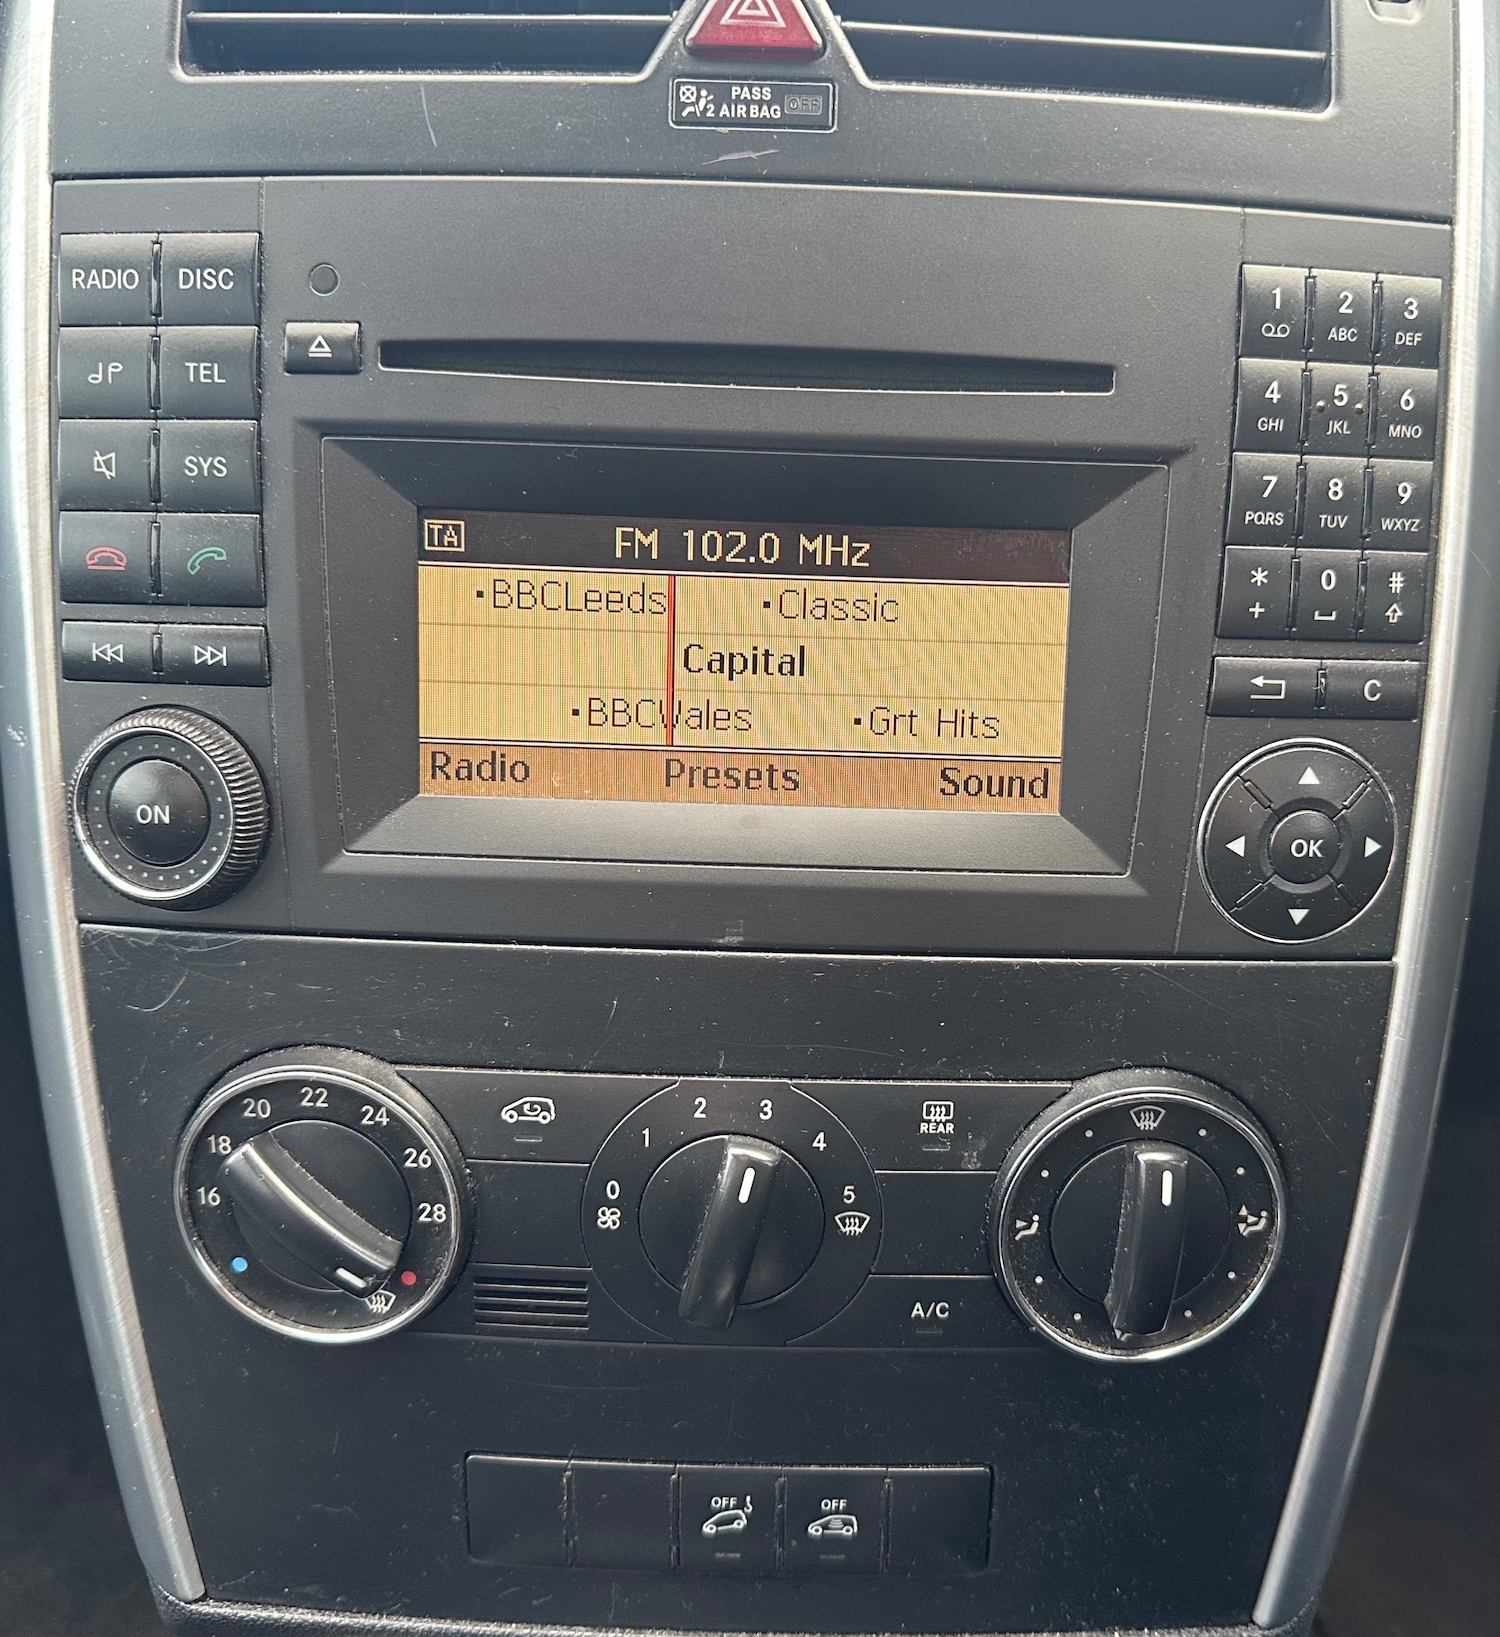 PASS
2 AIRBAG OFF
RADIO DISC
TEL
SYS
ON
TA FM 102.0 MHz
BBCLeeds Classic
Capital
BBCWales Grt Hits
Radio Presets Sound
1 2 ABC 3 DEF
4 GHI 5 JKL 6 MNO
7 PQRS 8 TUV 9 WXYZ
* + 0 #
C
OK
16 18 20 22 24 26 28
0 1 2 3 4 5
REAR
A/C
OFF OFF